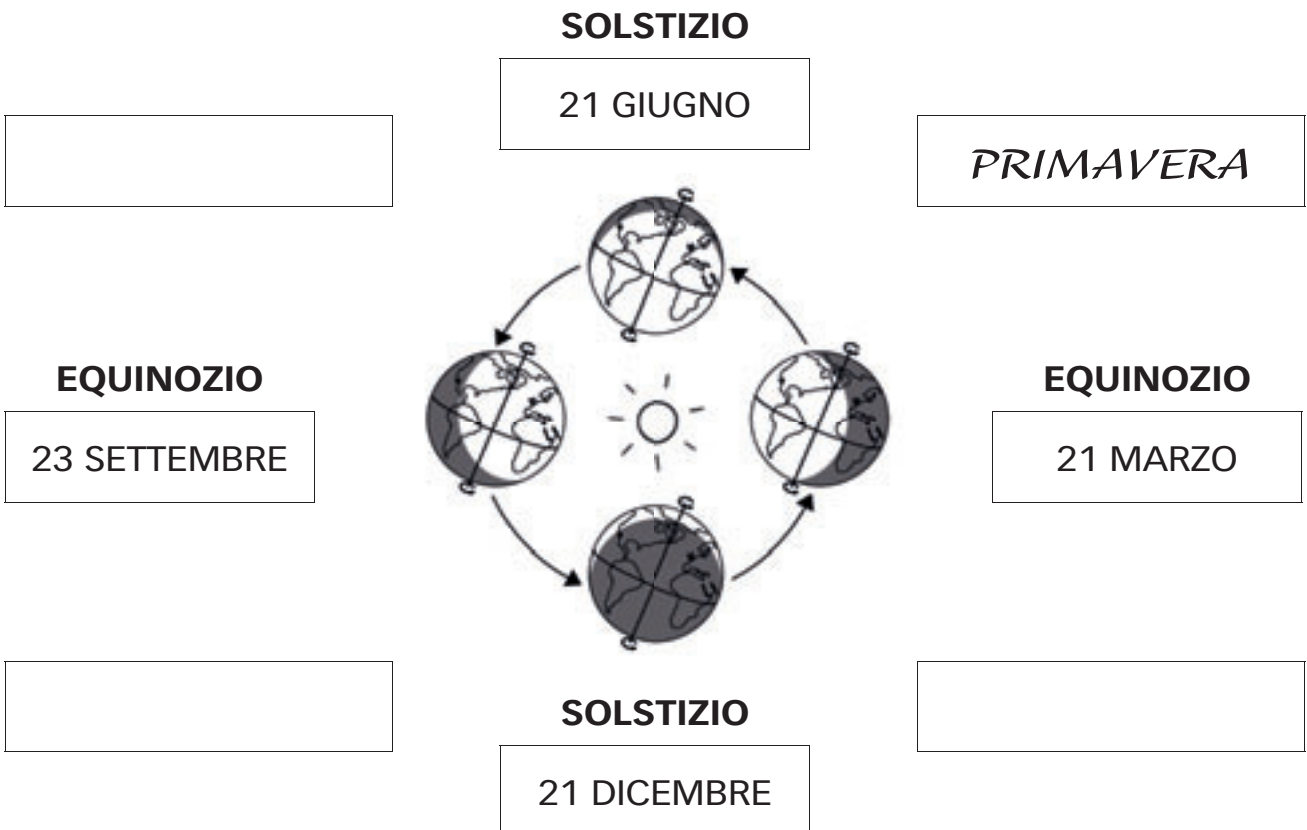 SOLSTIZIO
21 GIUGNO
PRIMAVERA
EQUINOZIO
23 SETTEMBRE
EQUINOZIO
21 MARZO
SOLSTIZIO
21 DICEMBRE